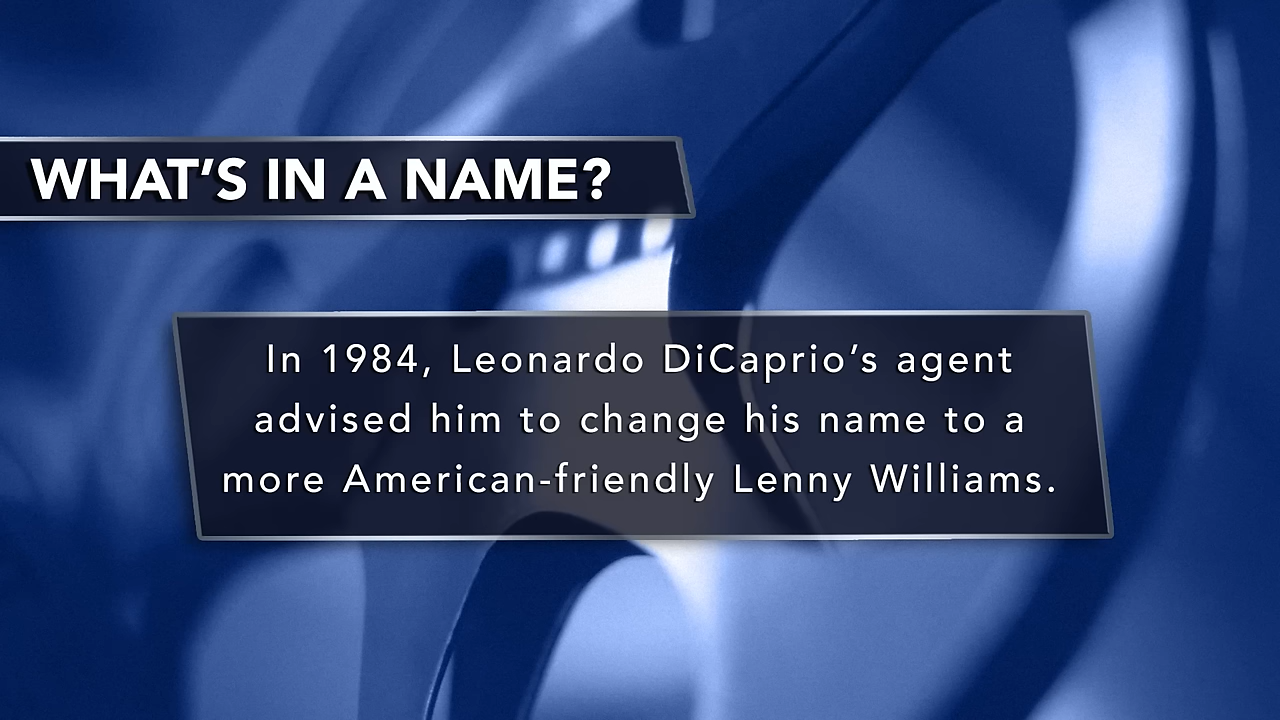 WHAT’S IN A NAME?
In 1984, Leonardo DiCaprio’s agent
advised him to change his name to a
more American-friendly Lenny Williams.